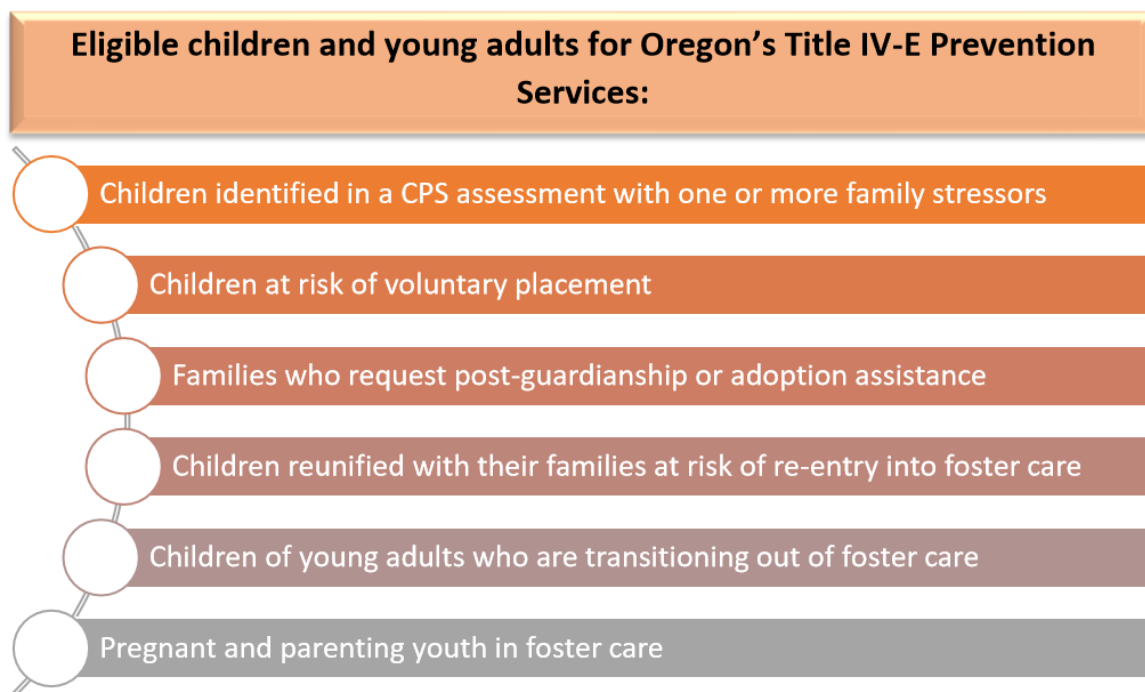 Eligible children and young adults for Oregon’s Title IV-E Prevention
Services:
Children identified in a CPS assessment with one or more family stressors
Children at risk of voluntary placement
Families who request post-guardianship or adoption assistance
Children reunified with their families at risk of re-entry into foster care
Children of young adults who are transitioning out of foster care
Pregnant and parenting youth in foster care